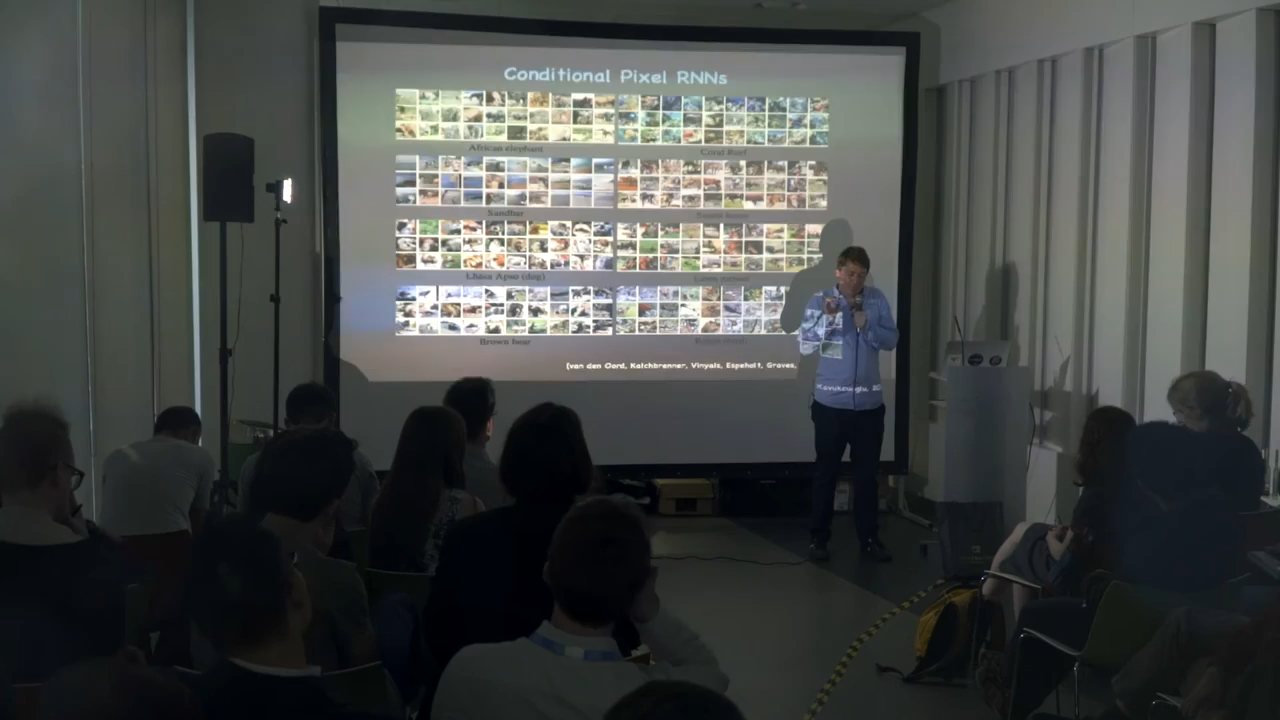 Conditional Pixel RNNs
African elephant
Coral Reef
Sandbar
Lhasa Apso (dog)
Brown bear
(van den Oord, Kalchbrenner, Vinyals, Espeholt, Graves,